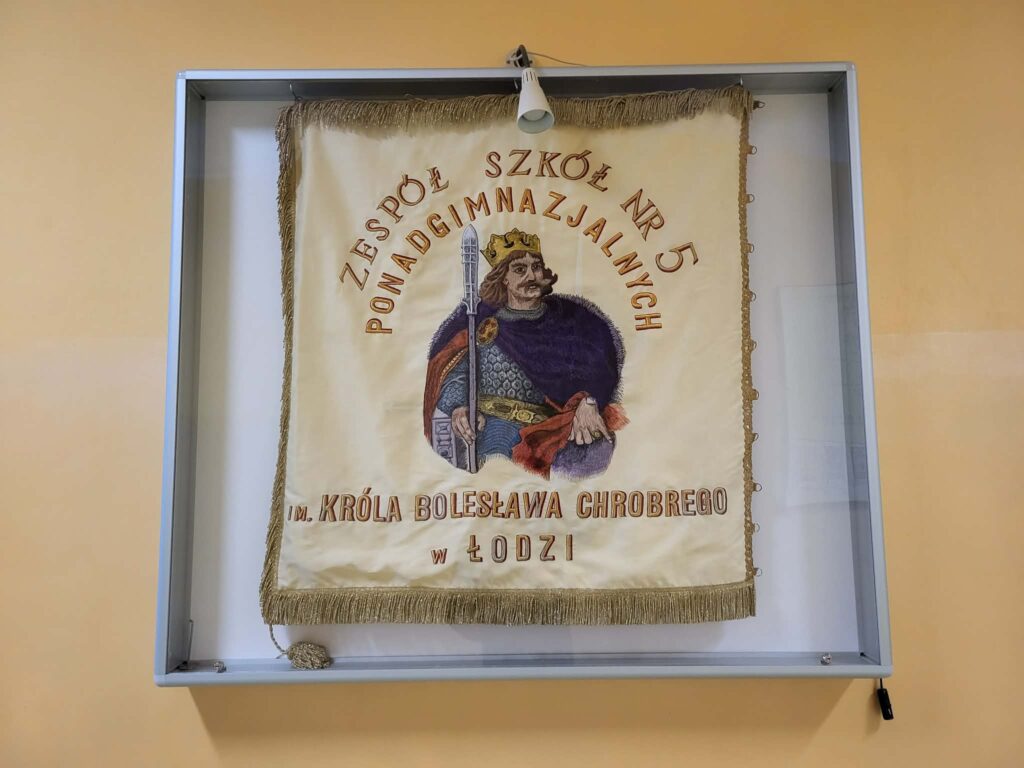 ZESPÓŁ SZKÓŁ NR 5
PONADGIMNAZJALNYCH
IM. KRÓLA BOLESŁAWA CHROBREGO
W ŁODZI